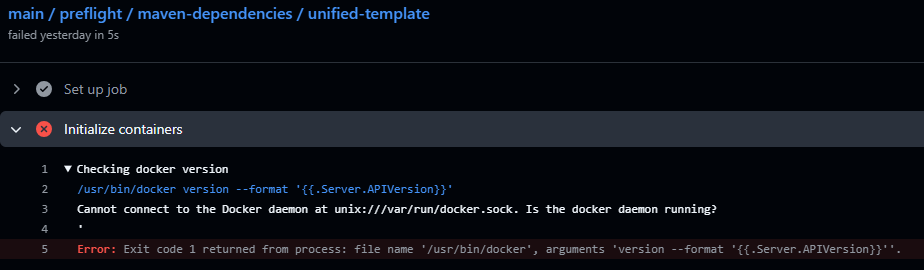 main / preflight / maven-dependencies / unified-template
failed yesterday in 5s
Set up job
Initialize containers
1 ▼ Checking docker version
2 /usr/bin/docker version --format '{{.Server.APIVersion}}'
3 Cannot connect to the Docker daemon at unix:///var/run/docker.sock. Is the docker daemon running?
4 '
5 Error: Exit code 1 returned from process: file name '/usr/bin/docker', arguments 'version --format '{{.Server.APIVersion}}''.